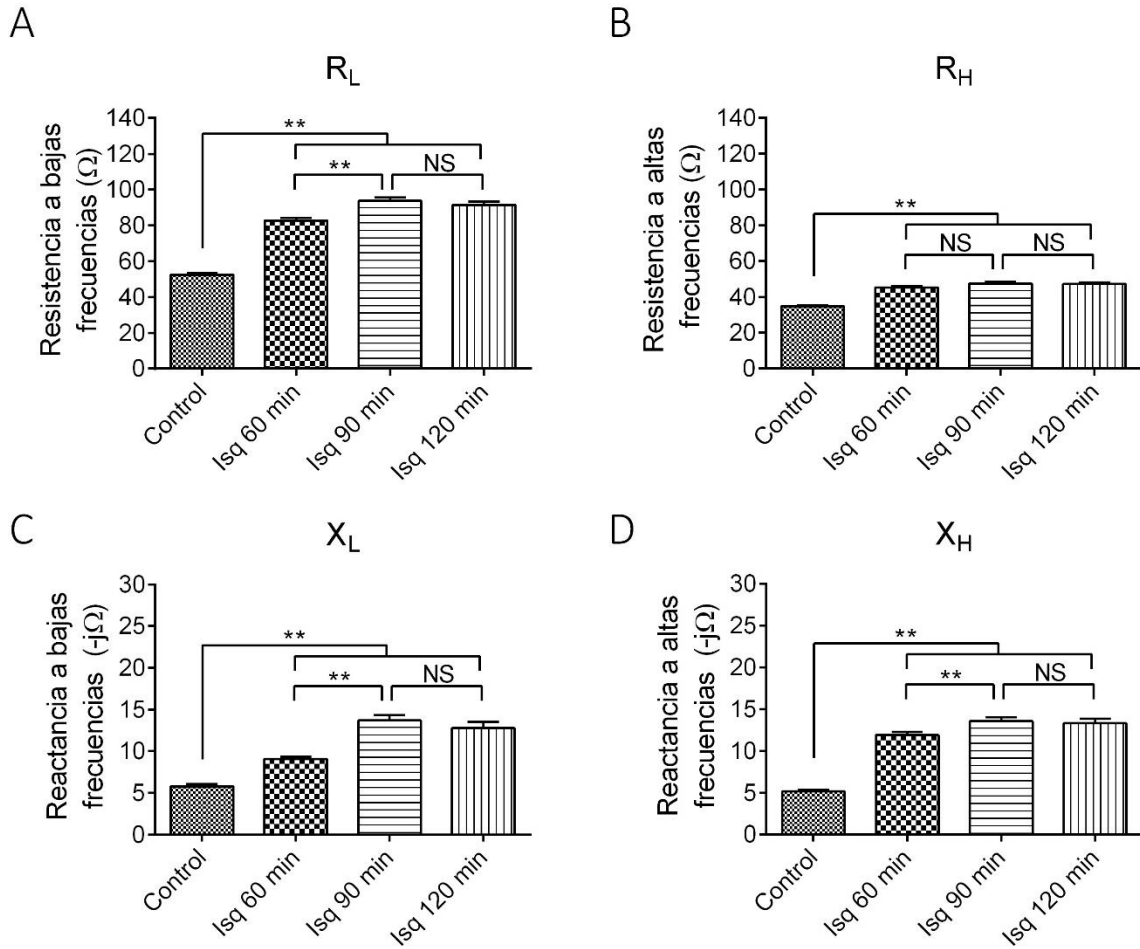 A
R_L
Resistencia a bajas
frecuencias (Ω)
140
120
100
80
60
40
20
0
**
**
NS
Control
Isq 60 min
Isq 90 min
Isq 120 min
B
R_H
Resistencia a altas
frecuencias (Ω)
140
120
100
80
60
40
20
0
**
NS
NS
Control
Isq 60 min
Isq 90 min
Isq 120 min
C
X_L
Reactancia a bajas
frecuencias (-jΩ)
30
25
20
15
10
5
0
**
**
NS
Control
Isq 60 min
Isq 90 min
Isq 120 min
D
X_H
Reactancia a altas
frecuencias (-jΩ)
30
25
20
15
10
5
0
**
**
NS
Control
Isq 60 min
Isq 90 min
Isq 120 min